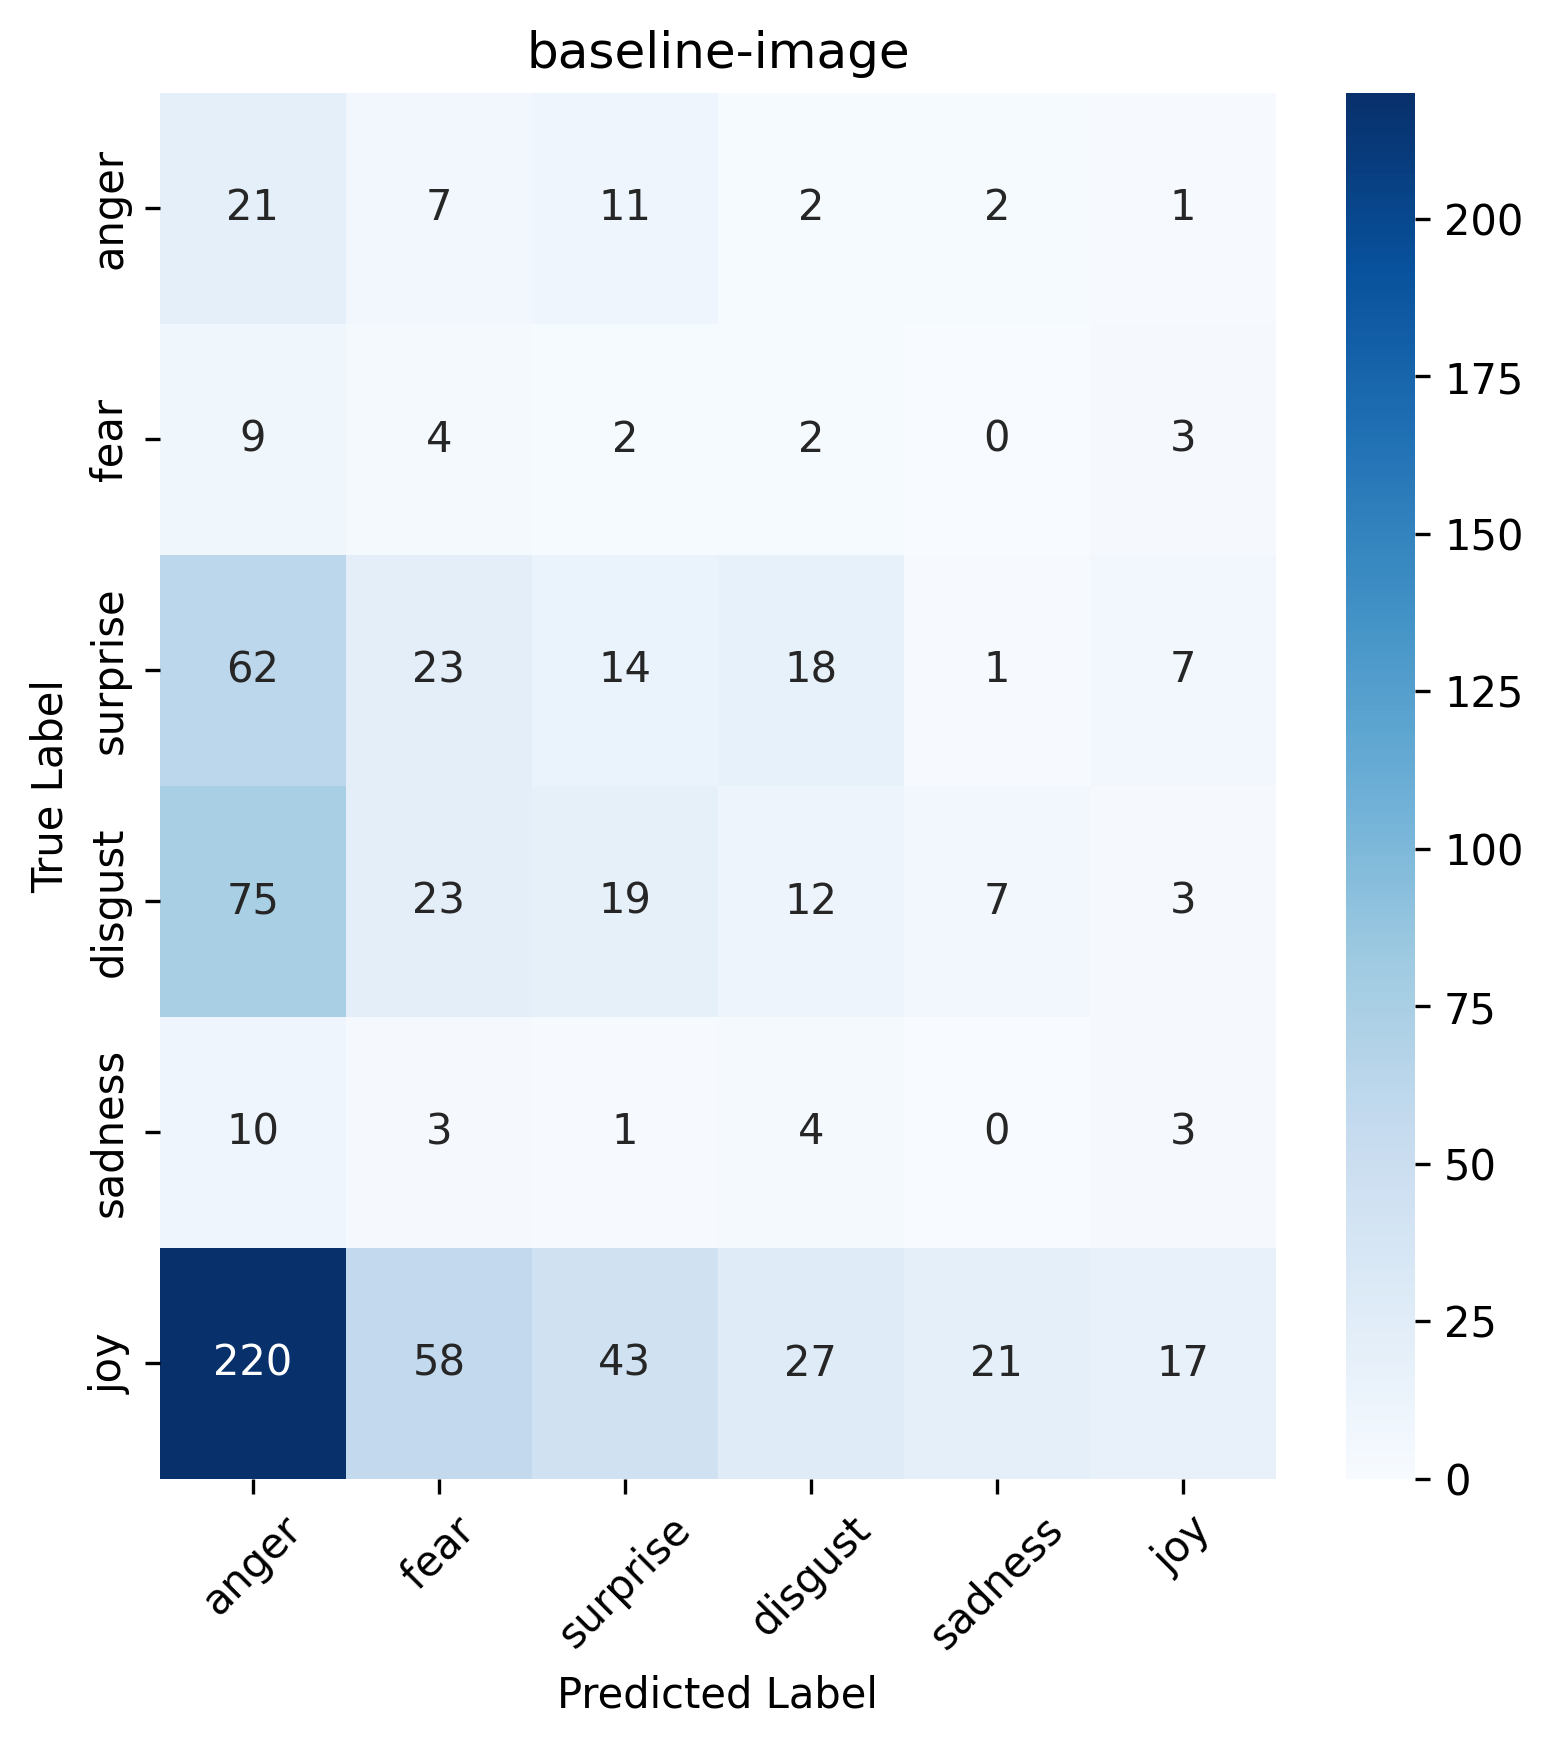 baseline-image
anger 21 7 11 2 2 1
fear 9 4 2 2 0 3
surprise 62 23 14 18 1 7
disgust 75 23 19 12 7 3
sadness 10 3 1 4 0 3
joy 220 58 43 27 21 17
True Label
anger fear surprise disgust sadness joy
Predicted Label
200
175
150
125
100
75
50
25
0